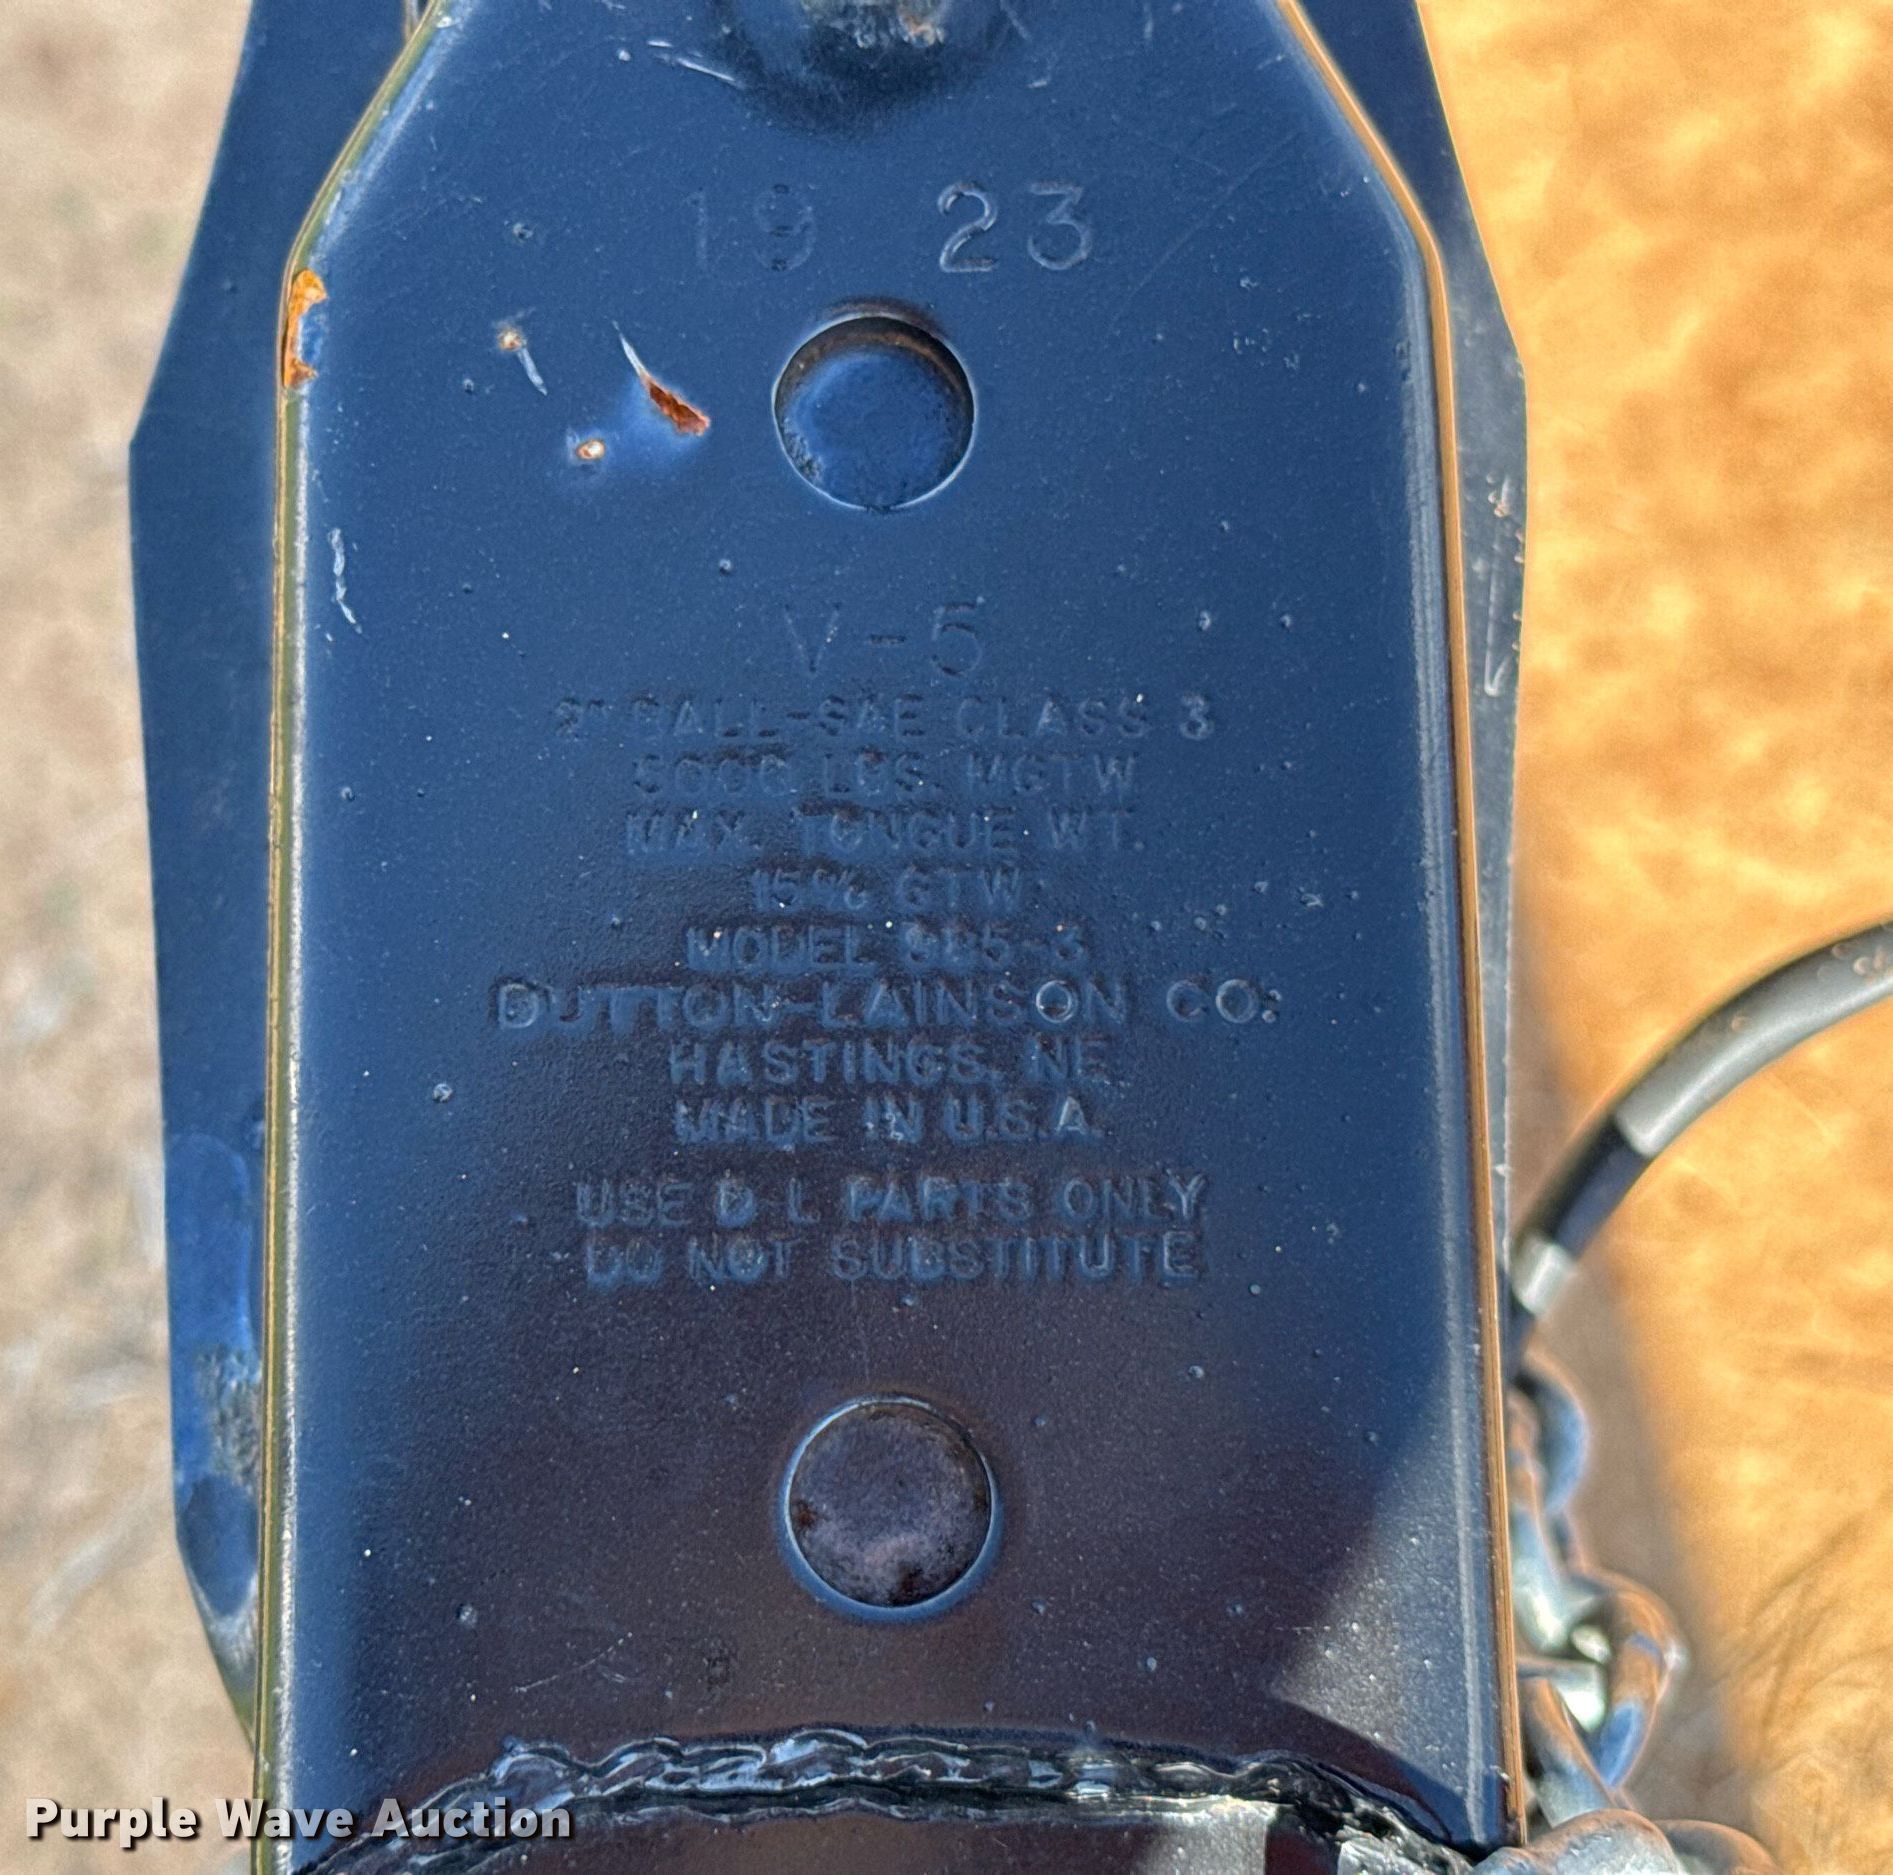 19 23
V-5
2" BALL-SAE CLASS 3
5000 LBS. MGTW
MAX. TONGUE WT.
15% GTW
MODEL
DUTTON-LAINSON CO.
HASTINGS, NE
MADE IN U.S.A.
USE D-L PARTS ONLY
DO NOT SUBSTITUTE
Purple Wave Auction